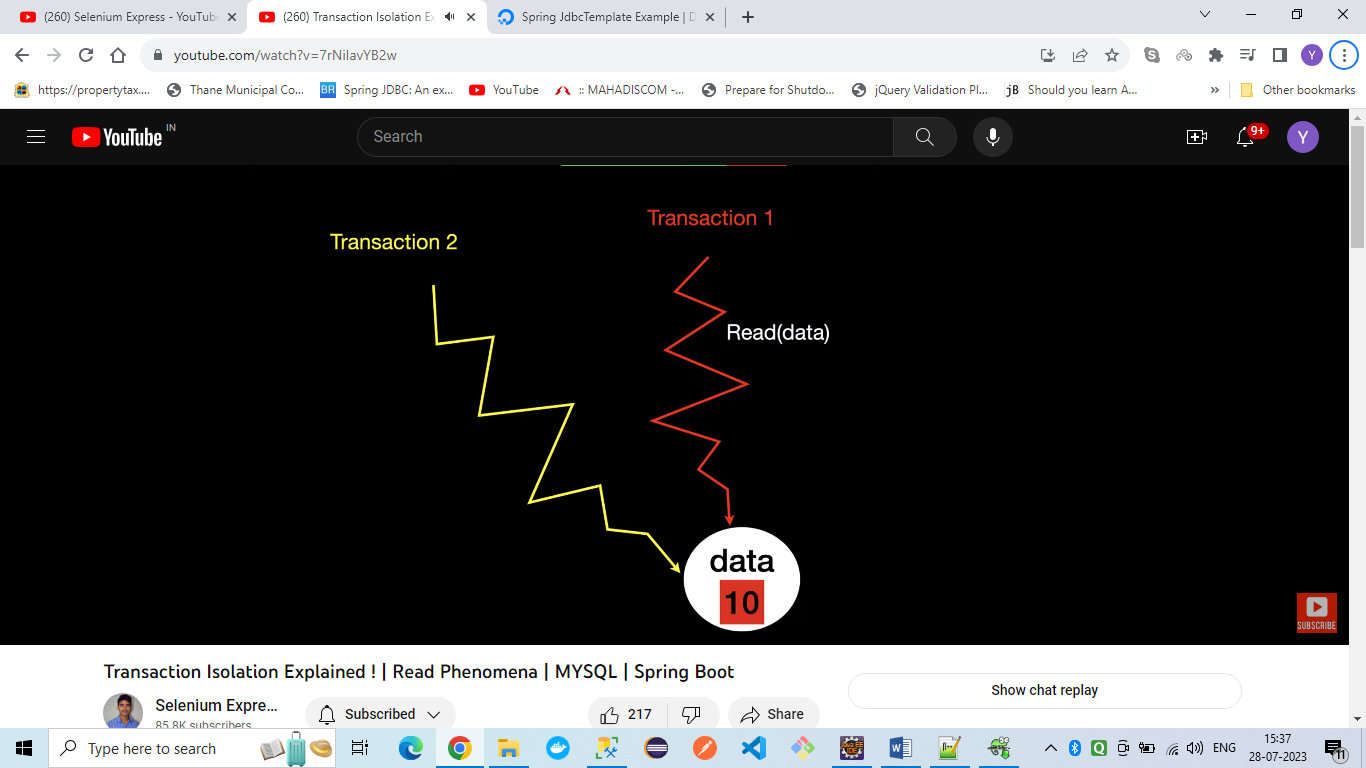 (260) Selenium Express - YouTube
(260) Transaction Isolation Ex
Spring JdbcTemplate Example | D
youtube.com/watch?v=7rNiIavYB2w
Y
https://propertytax....
Thane Municipal Co...
BR
Spring JDBC: An ex...
YouTube
:: MAHADISCOM -...
Prepare for Shutdo...
jQuery Validation Pl...
jB
Should you learn A...
»
Other bookmarks
YouTube IN
Search
9+
Y
Transaction 1
Transaction 2
Read(data)
data
10
SUBSCRIBE
Transaction Isolation Explained ! | Read Phenomena | MYSQL | Spring Boot
Show chat replay
Selenium Expre...
85.8K subscribers
Subscribed
217
Share
Type here to search
ENG
15:37
28-07-2023
11